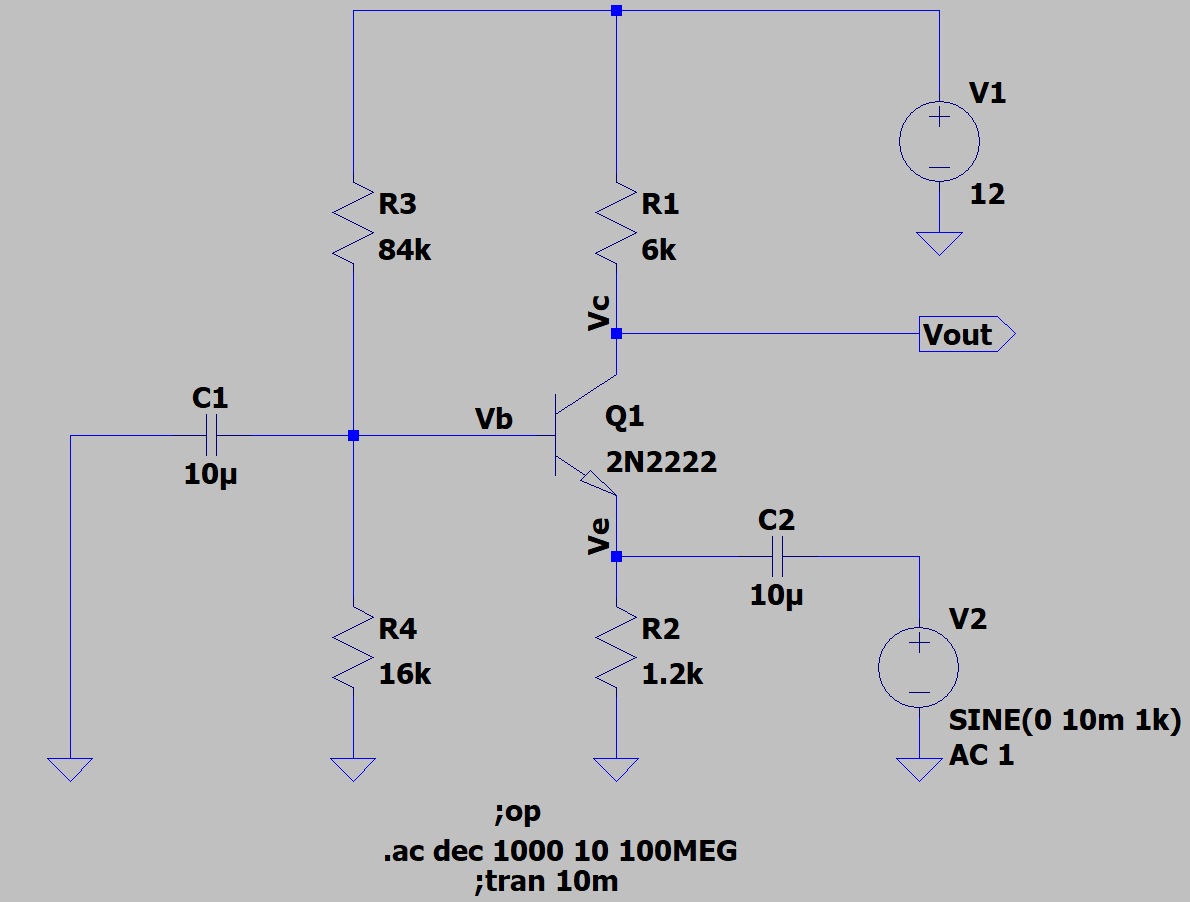 V1
12
R3
84k
R1
6k
Vc
Vout
C1
10µ
Vb
Q1
2N2222
Ve
C2
10µ
R4
16k
R2
1.2k
V2
SINE(0 10m 1k)
AC 1
;op
.ac dec 1000 10 100MEG
;tran 10m